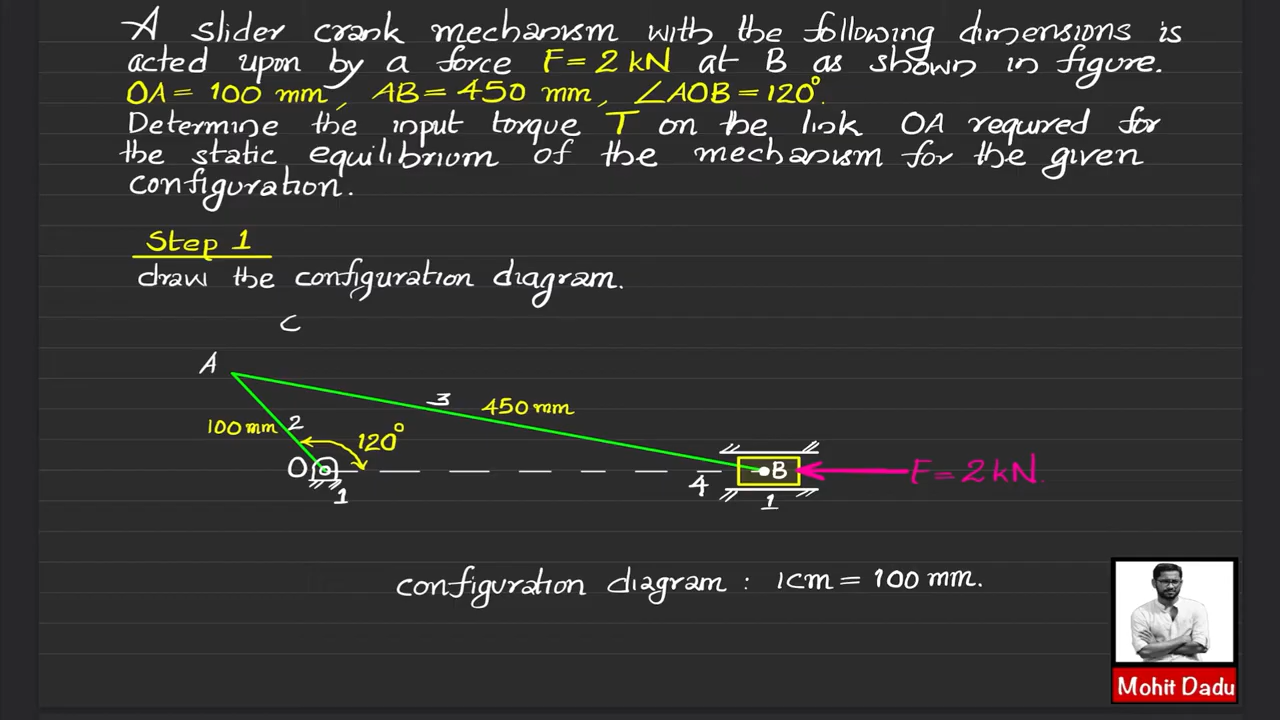 A slider crank mechanism with the following dimensions is
acted upon by a force F = 2 kN at B as shown in figure.
OA = 100 mm, AB = 450 mm, ∠AOB = 120°.
Determine the input torque T on the link OA required for
the static equilibrium of the mechanism for the given
configuration.
Step 1
draw the configuration diagram.
C
A
3
450 mm
100 mm 2
120°
O
1
4
B
F = 2 kN.
1
configuration diagram : 1cm = 100 mm.
Mohit Dadu